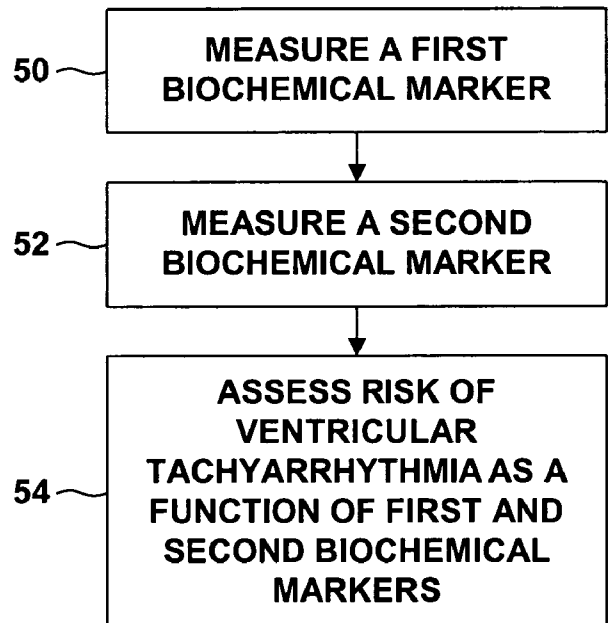 50
MEASURE A FIRST
BIOCHEMICAL MARKER
52
MEASURE A SECOND
BIOCHEMICAL MARKER
54
ASSESS RISK OF
VENTRICULAR
TACHYARRHYTHMIA AS A
FUNCTION OF FIRST AND
SECOND BIOCHEMICAL
MARKERS